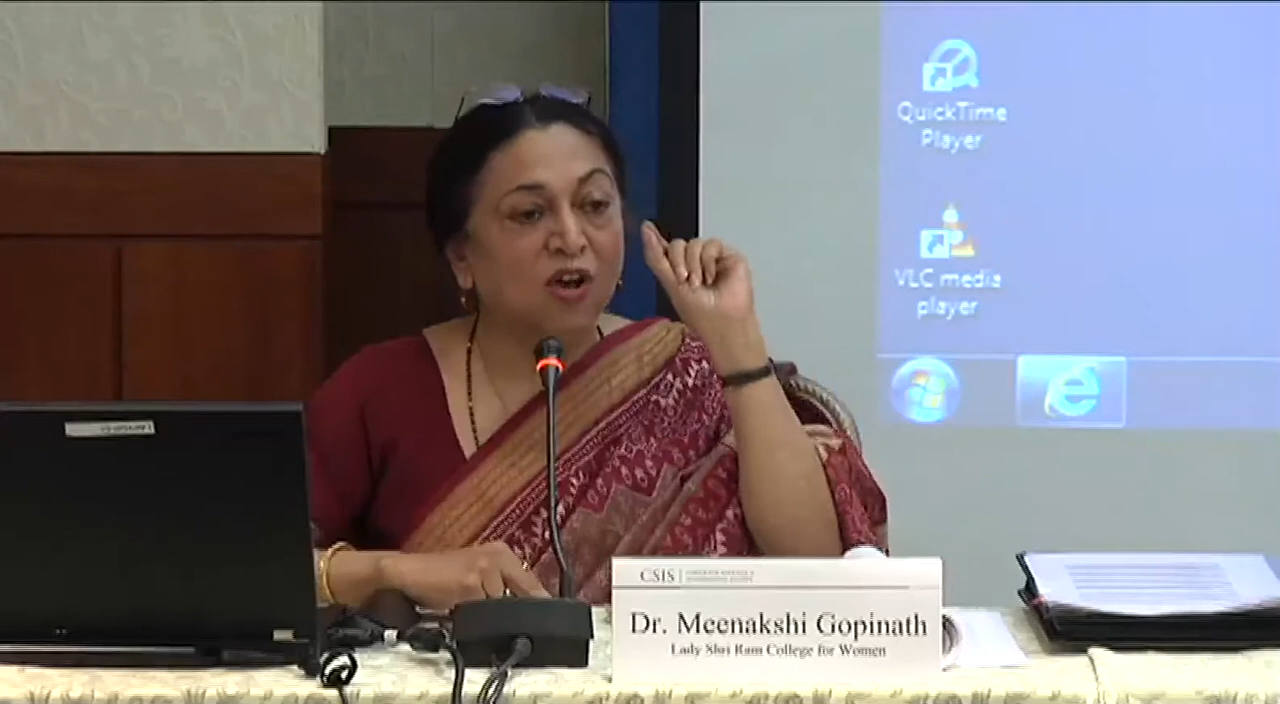 QuickTime
Player
VLC media
player
CSIS
Dr. Meenakshi Gopinath
Lady Shri Ram College for Women